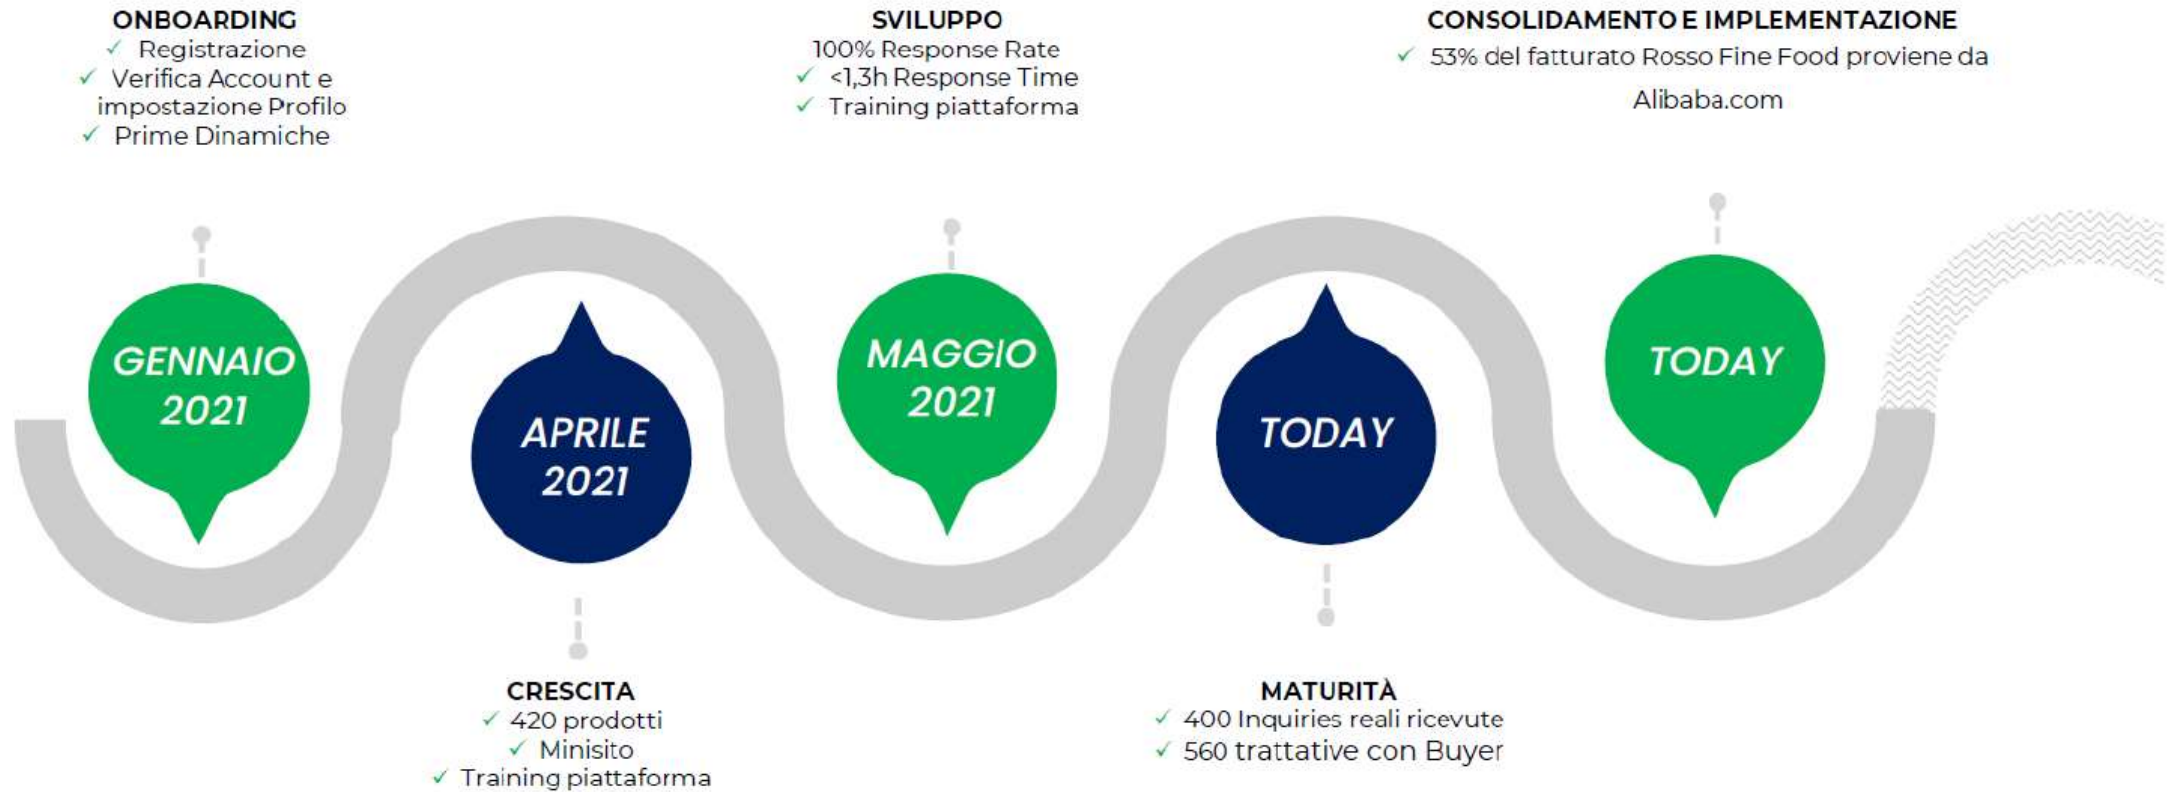 ONBOARDING
✓ Registrazione
✓ Verifica Account e
impostazione Profilo
✓ Prime Dinamiche
GENNAIO
2021
APRILE
2021
CRESCITA
✓ 420 prodotti
✓ Minisito
✓ Training piattaforma
SVILUPPO
100% Response Rate
✓ <1,3h Response Time
✓ Training piattaforma
MAGGIO
2021
TODAY
MATURITÀ
✓ 400 Inquiries reali ricevute
✓ 560 trattative con Buyer
CONSOLIDAMENTO E IMPLEMENTAZIONE
✓ 53% del fatturato Rosso Fine Food proviene da
Alibaba.com
TODAY